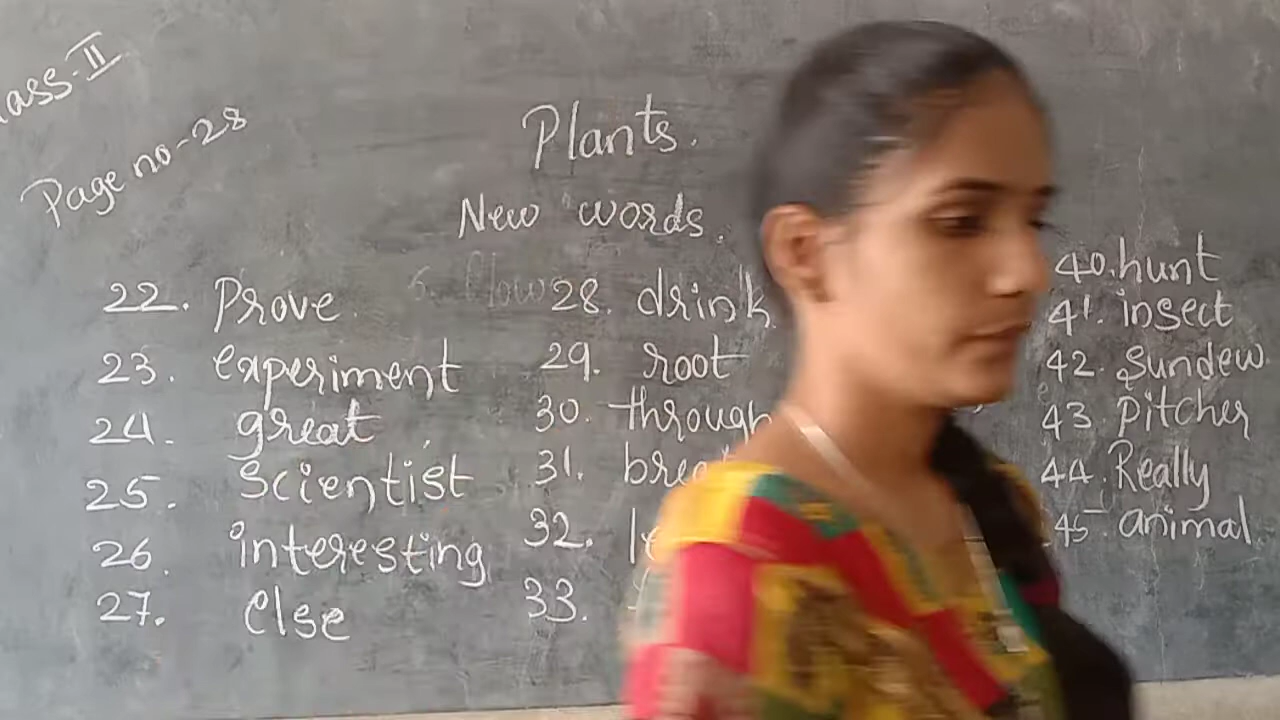 Class-II
Page no-28
Plants.
New words.
22. Prove.
23. experiment
24. great
25. Scientist
26. interesting
27. Else
28. drink
29. root
30. through
31.
32.
33.
40. hunt
41. insect
42. Sundew.
43. pitcher
44. Really
45 animal.